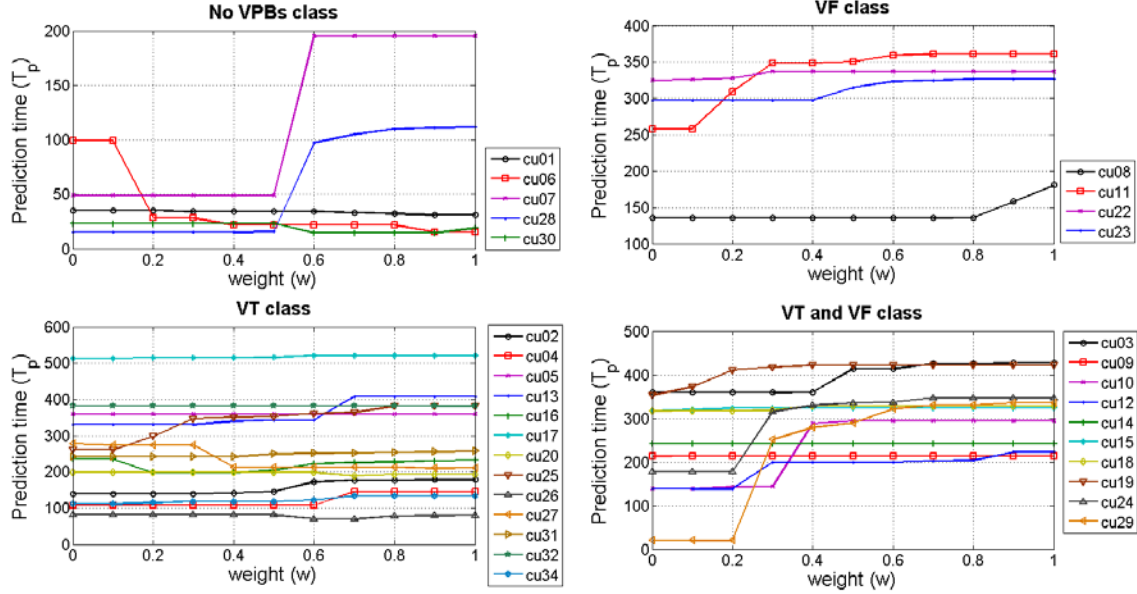 No VPBs class
Prediction time (Tp)
200
150
100
50
0
0 0.2 0.4 0.6 0.8 1
weight (w)
cu01
cu06
cu07
cu28
cu30
VF class
Prediction time (Tp)
400
350
300
250
200
150
100
0 0.2 0.4 0.6 0.8 1
weight (w)
cu08
cu11
cu22
cu23
VT class
Prediction time (Tp)
600
500
400
300
200
100
0
0 0.2 0.4 0.6 0.8 1
weight (w)
cu02
cu04
cu05
cu13
cu16
cu17
cu20
cu25
cu26
cu27
cu31
cu32
cu34
VT and VF class
Prediction time (Tp)
500
400
300
200
100
0
0 0.2 0.4 0.6 0.8 1
weight (w)
cu03
cu09
cu10
cu12
cu14
cu15
cu18
cu19
cu24
cu29